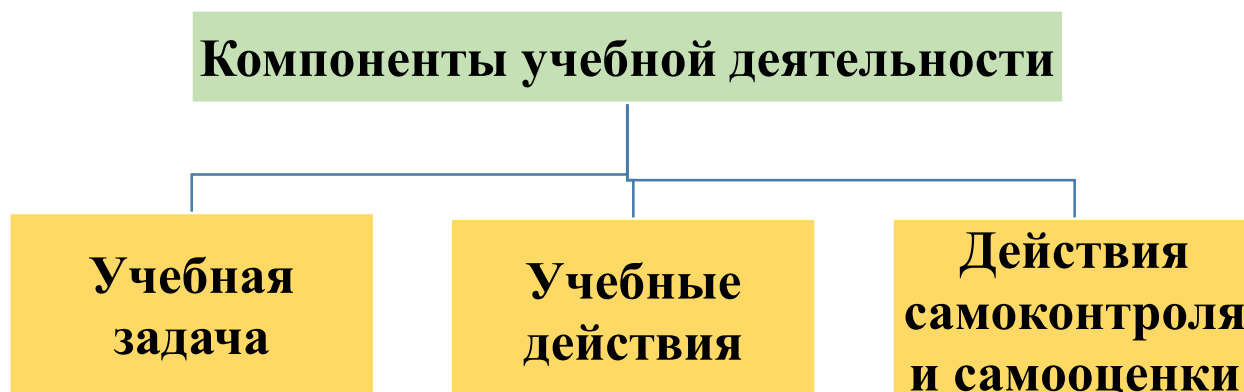 Компоненты учебной деятельности
Учебная
задача
Учебные
действия
Действия
самоконтроля
и самооценки